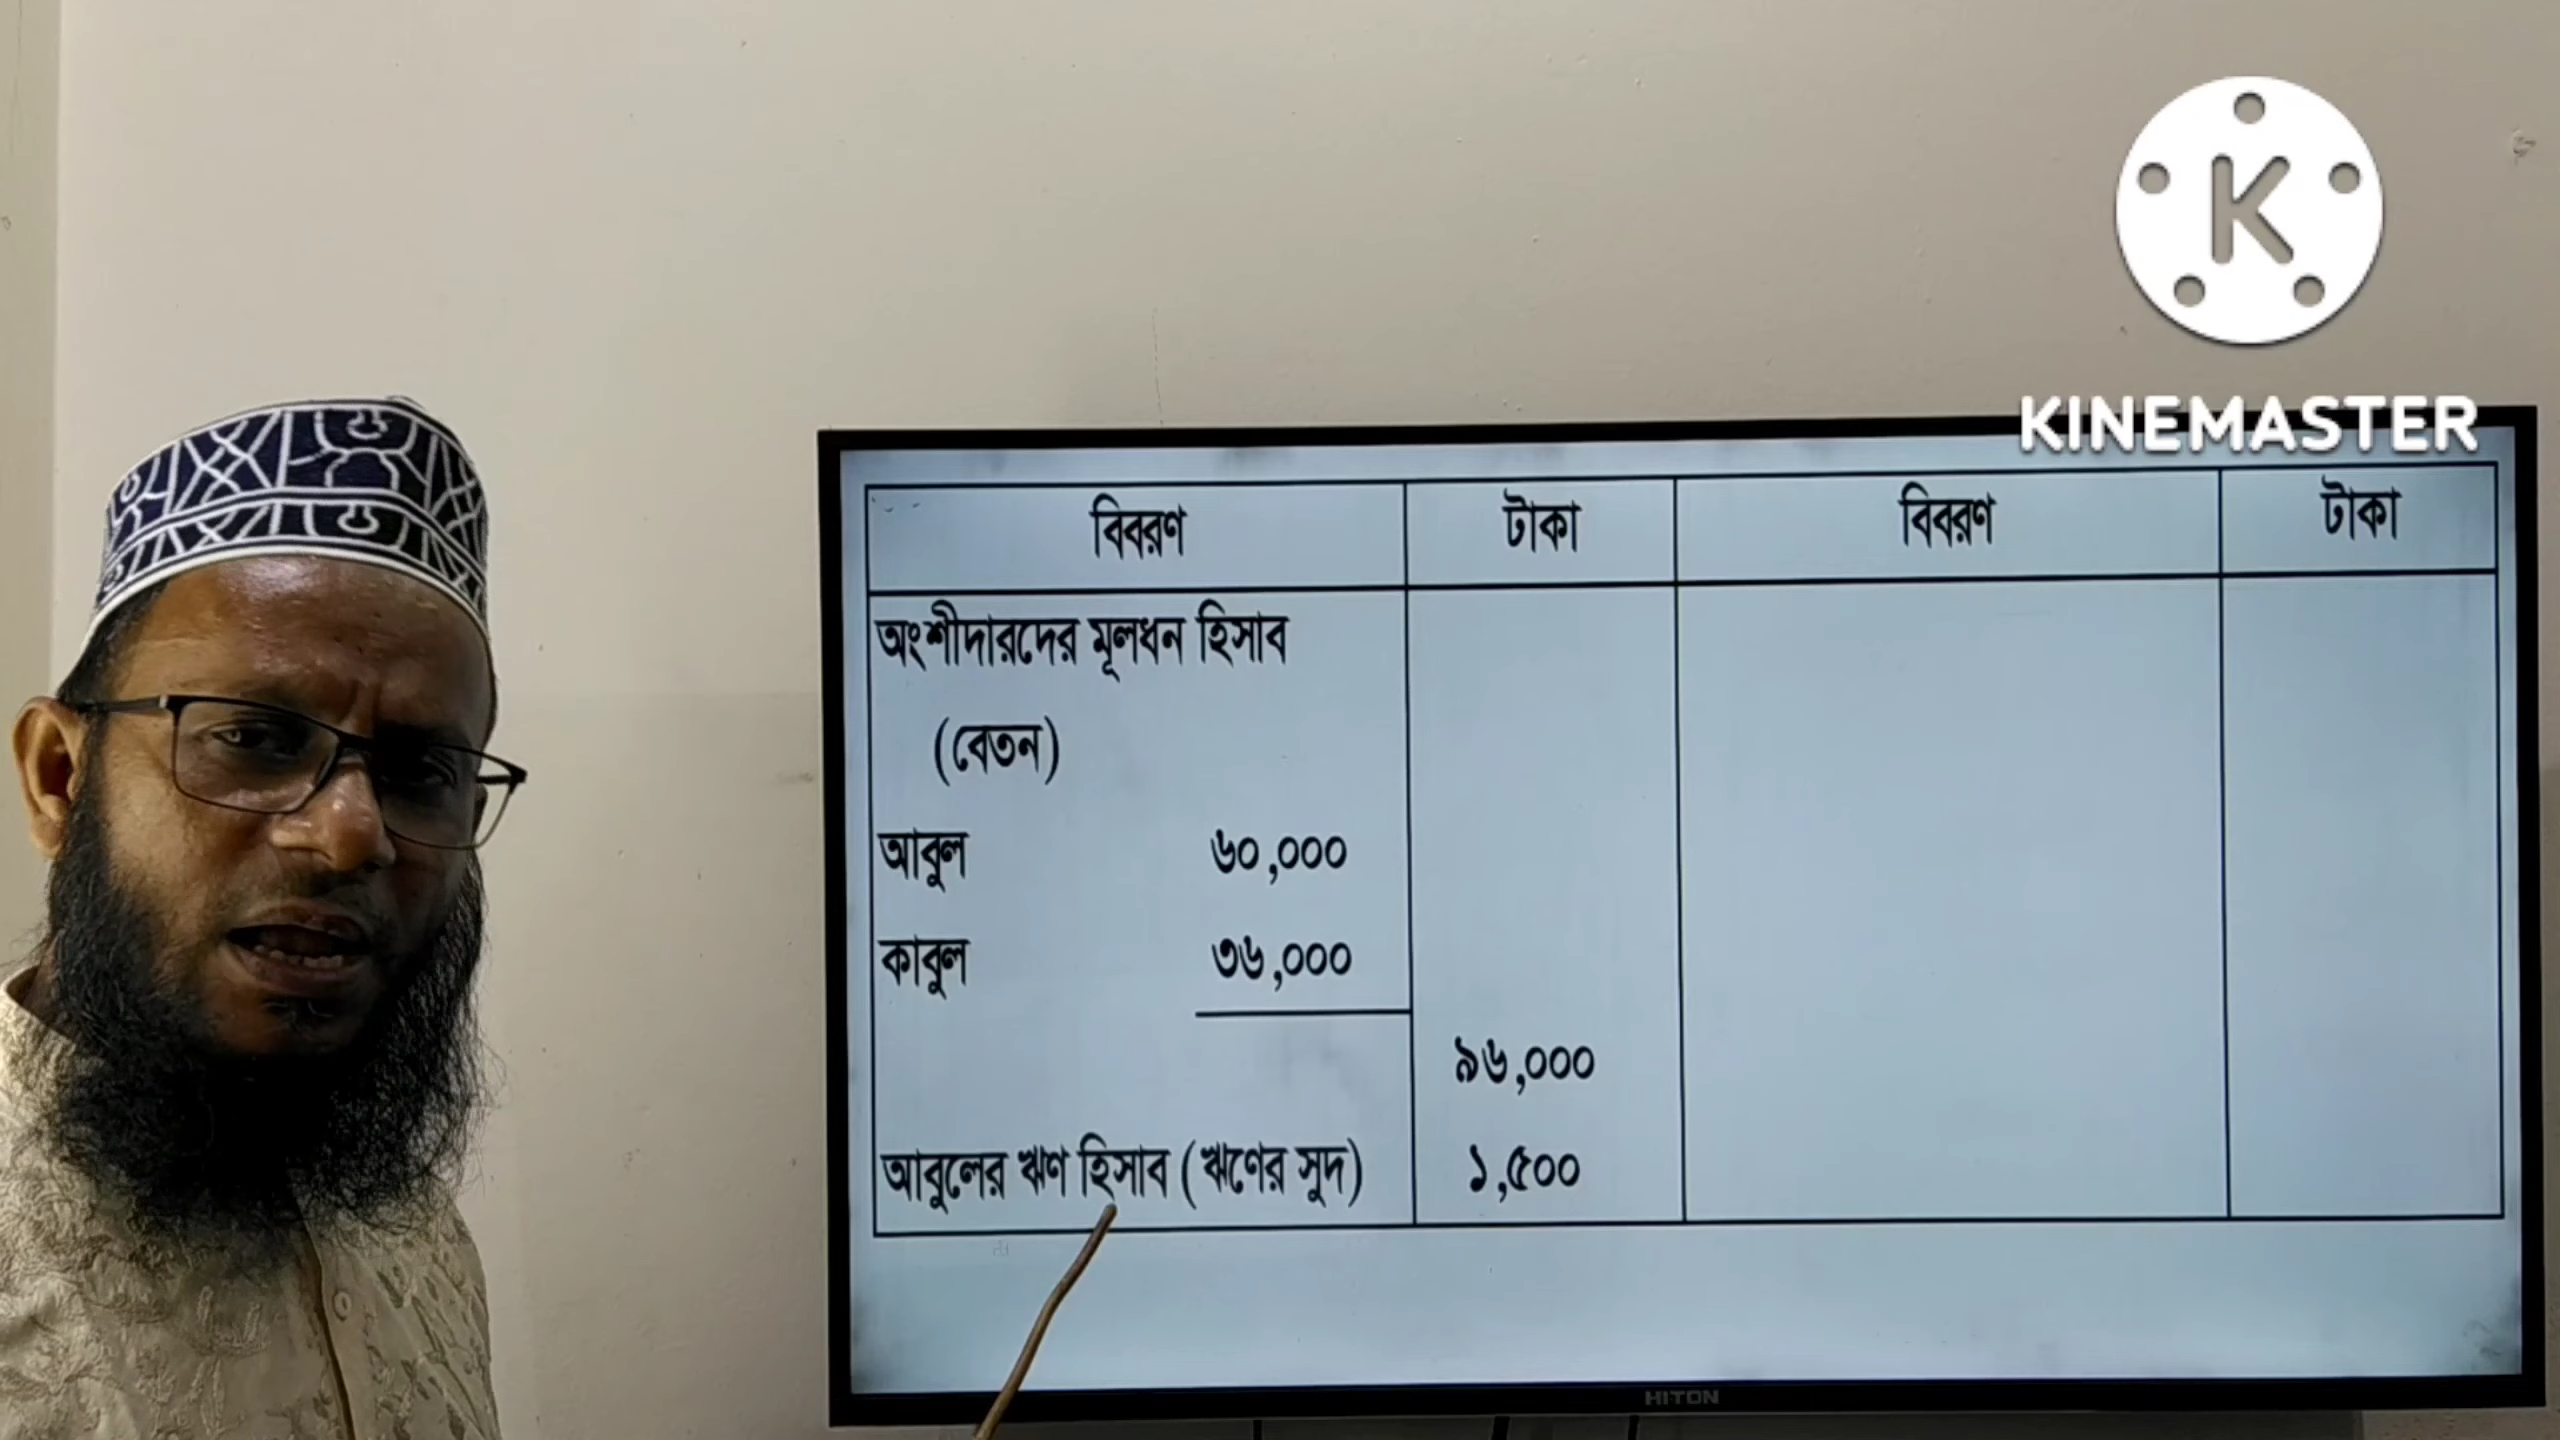 K
KINEMASTER
বিবরণ টাকা বিবরণ টাকা
অংশীদারদের মূলধন হিসাব
(বেতন)
আবুল ৬০,০০০
কাবুল ৩৬,০০০
৯৬,০০০
আবুলের ঋণ হিসাব (ঋণের সুদ) ১,৫০০
HITON